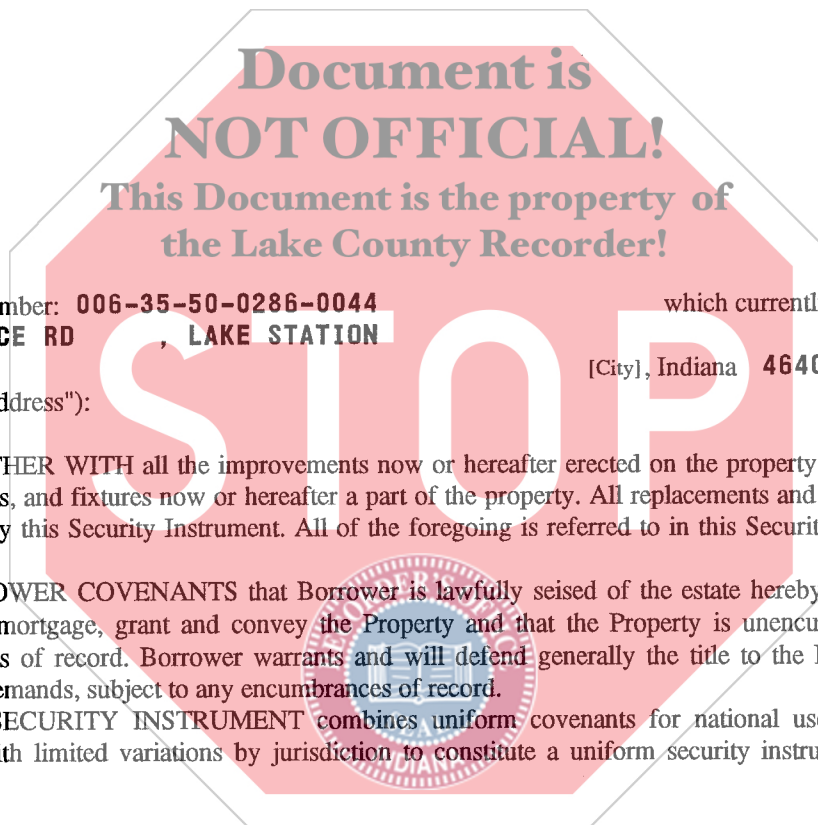 Document is
NOT OFFICIAL!
This Document is the property of
the Lake County Recorder!
mber: 006-35-50-0286-0044 which currentl
CE RD , LAKE STATION
[City], Indiana 4640
ddress"):
THER WITH all the improvements now or hereafter erected on the property
s, and fixtures now or hereafter a part of the property. All replacements and
y this Security Instrument. All of the foregoing is referred to in this Securit
OWER COVENANTS that Borrower is lawfully seised of the estate hereby
mortgage, grant and convey the Property and that the Property is unencu
s of record. Borrower warrants and will defend generally the title to the
emands, subject to any encumbrances of record.
SECURITY INSTRUMENT combines uniform covenants for national us
ith limited variations by jurisdiction to constitute a uniform security instru
STOP
RECORDER'S OFFICE
INDIANA